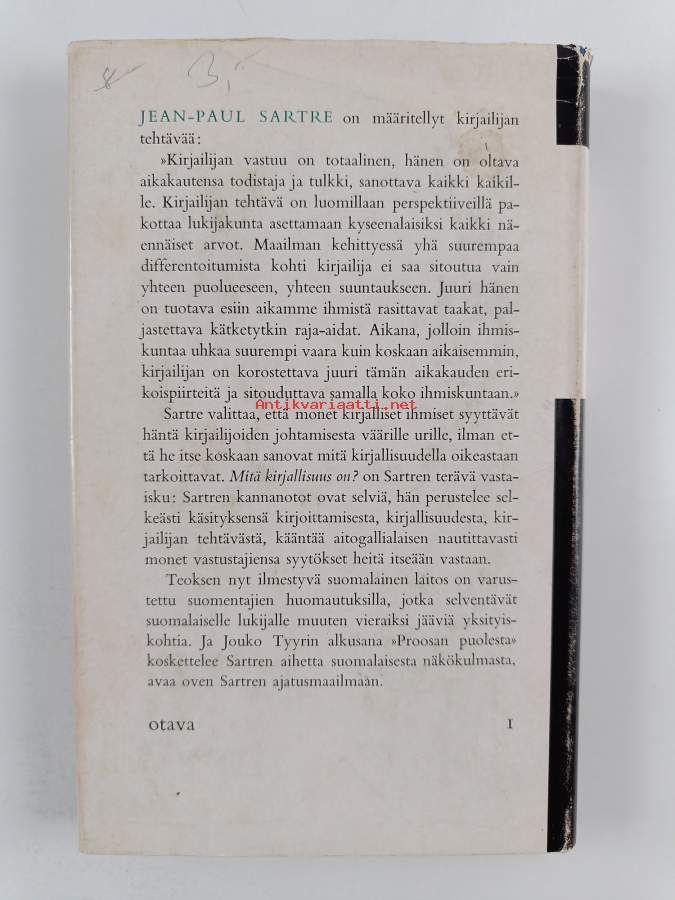 8-
3,-
JEAN-PAUL SARTRE on määritellyt kirjailijan
tehtävää:
»Kirjailijan vastuu on totaalinen, hänen on oltava
aikakautensa todistaja ja tulkki, sanottava kaikki kaikil-
le. Kirjailijan tehtävä on luomillaan perspektiiveillä pa-
kottaa lukijakunta asettamaan kyseenalaisiksi kaikki nä-
ennäiset arvot. Maailman kehittyessä yhä suurempaa
differentoitumista kohti kirjailija ei saa sitoutua vain
yhteen puolueeseen, yhteen suuntaukseen. Juuri hänen
on tuotava esiin aikamme ihmistä rasittavat taakat, pal-
jastettava kätketytkin raja-aidat. Aikana, jolloin ihmis-
kuntaa uhkaa suurempi vaara kuin koskaan aikaisemmin,
kirjailijan on korostettava juuri tämän aikakauden eri-
koispiirteitä ja sitouduttava samalla koko ihmiskuntaan.»
Antikvariaatti.net
Sartre valittaa, että monet kirjalliset ihmiset syyttävät
häntä kirjailijoiden johtamisesta väärille urille, ilman et-
tä he itse koskaan sanovat mitä kirjallisuudella oikeastaan
tarkoittavat. Mitä kirjallisuus on? on Sartren terävä vasta-
isku: Sartren kannanotot ovat selviä, hän perustelee sel-
keästi käsityksensä kirjoittamisesta, kirjallisuudesta, kir-
jailijan tehtävästä, kääntää aitogallialaisen nautittavasti
monet vastustajiensa syytökset heitä itseään vastaan.
Teoksen nyt ilmestyvä suomalainen laitos on varus-
tettu suomentajien huomautuksilla, jotka selventävät
suomalaiselle lukijalle muuten vieraiksi jääviä yksityis-
kohtia. Ja Jouko Tyyrin alkusana »Proosan puolesta»
koskettelee Sartren aihetta suomalaisesta näkökulmasta,
avaa oven Sartren ajatusmaailmaan.
otava 1